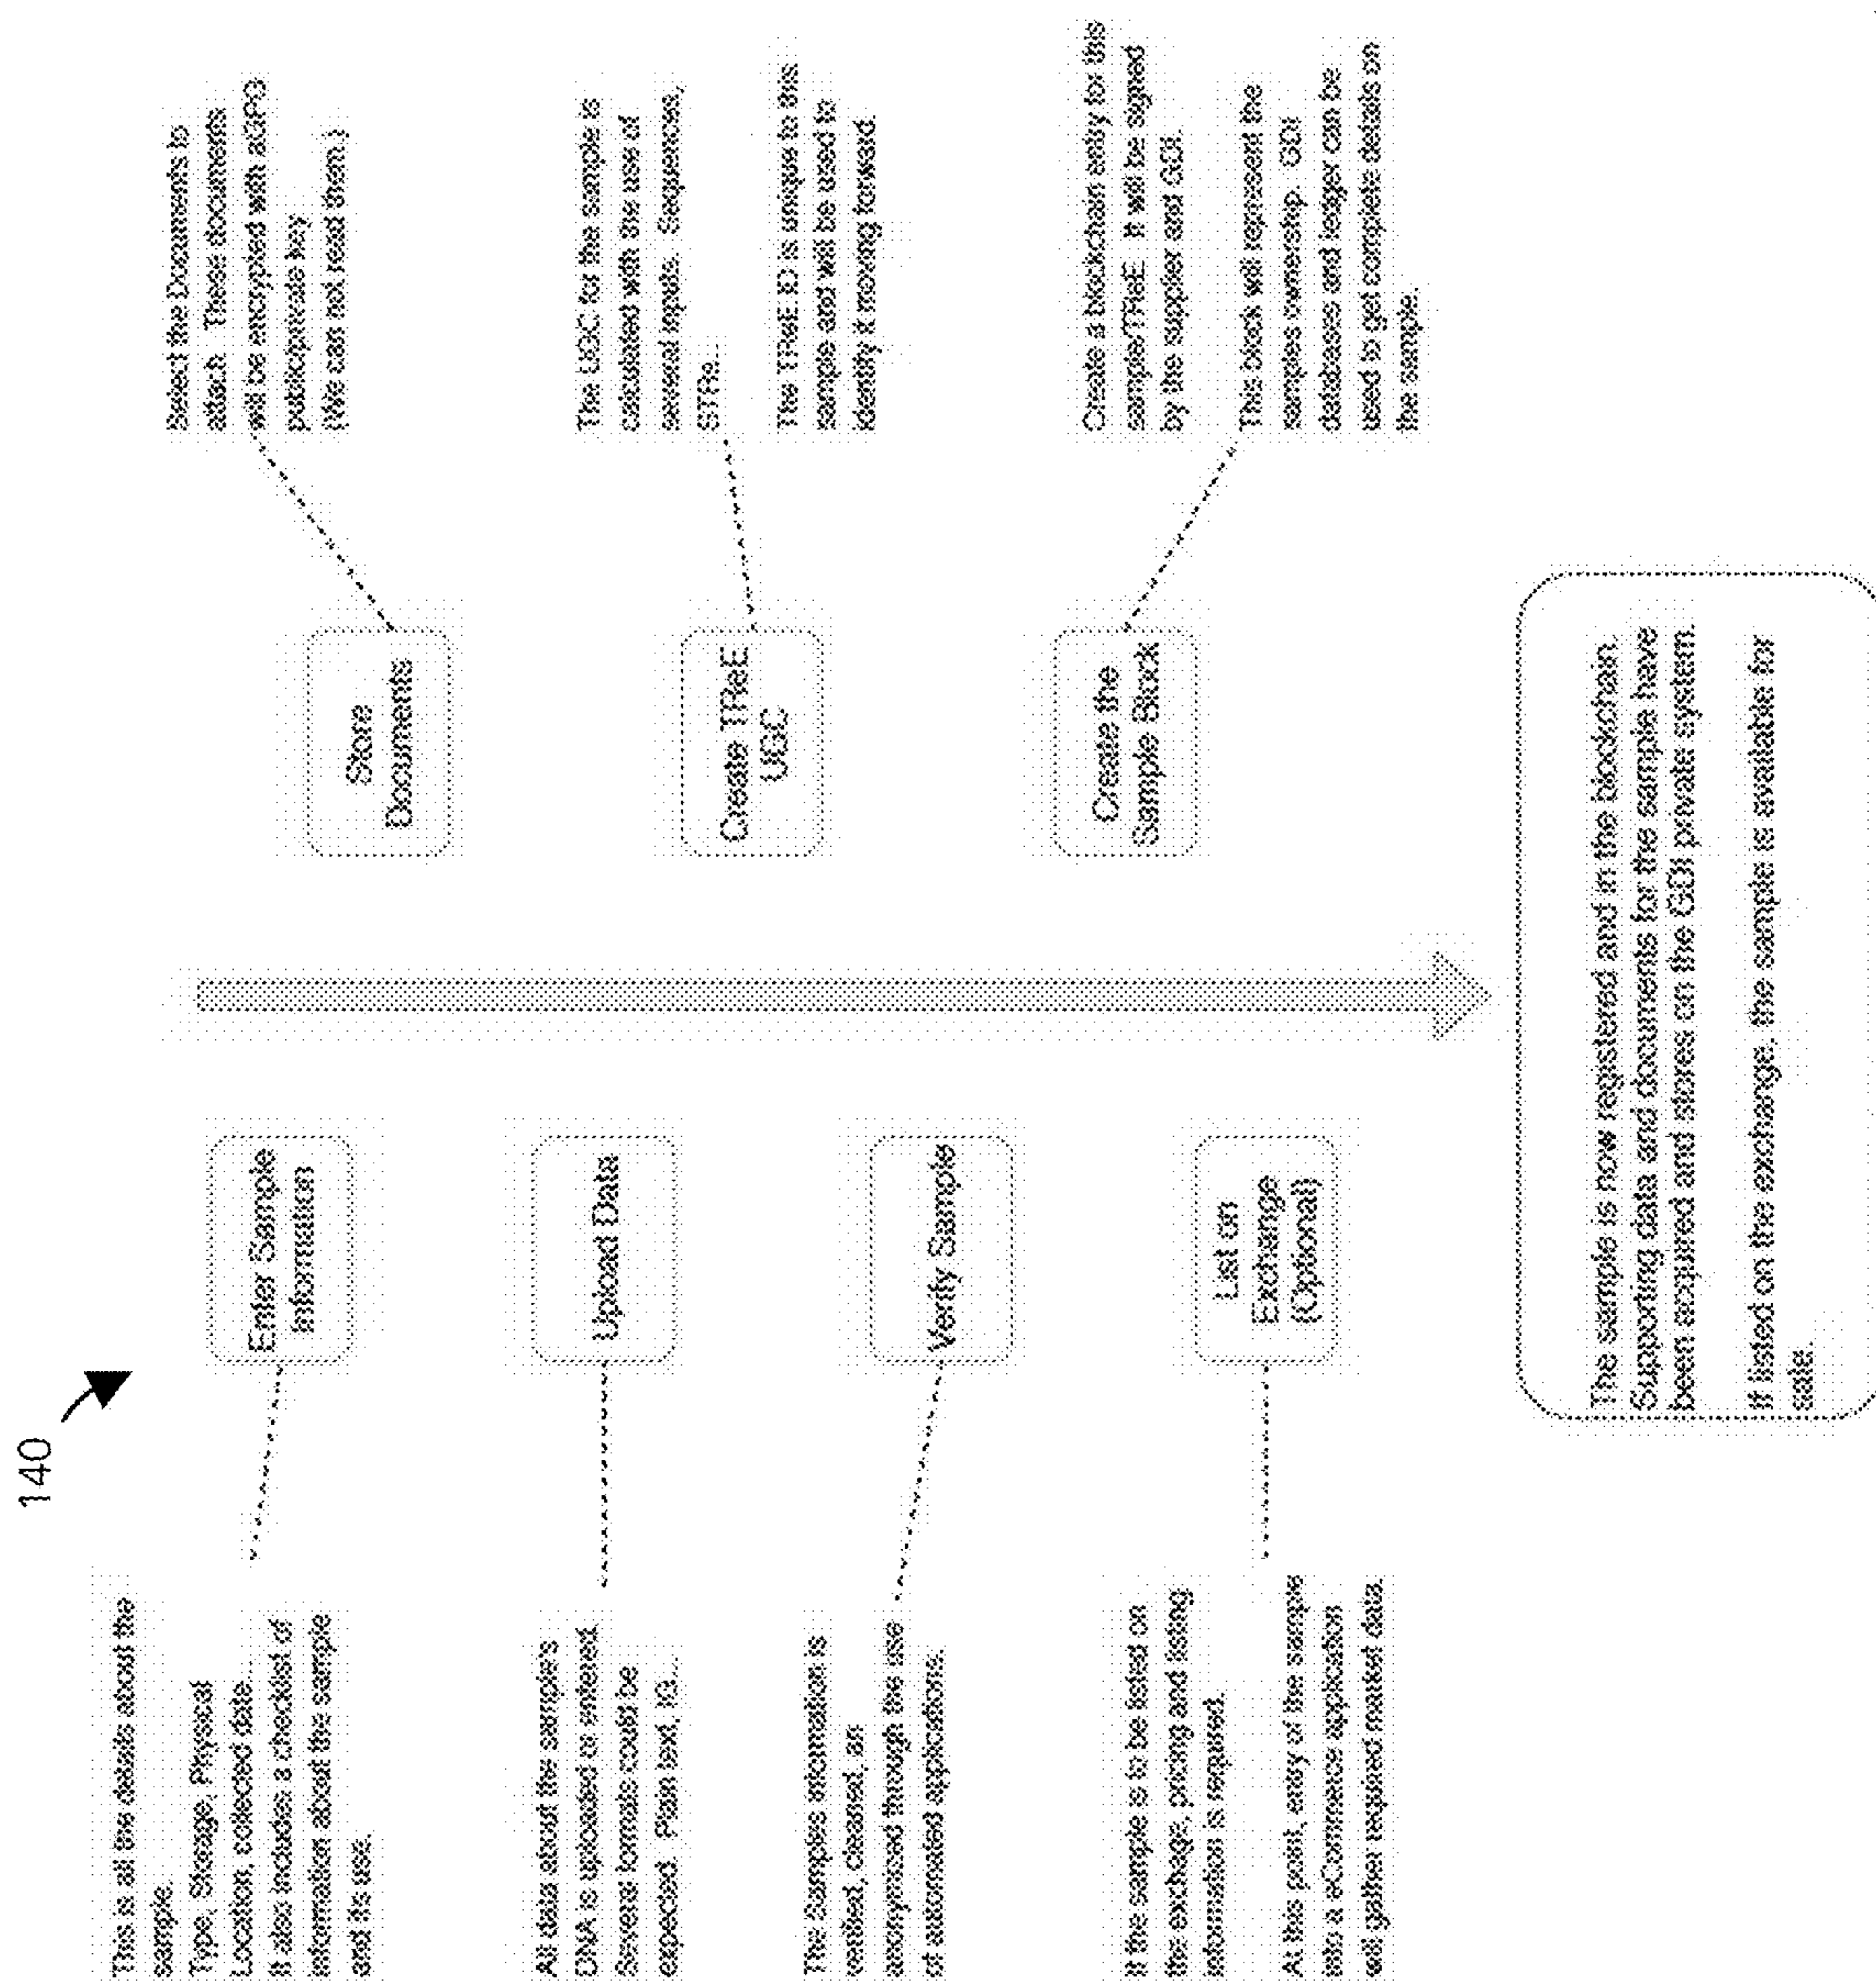 140
This is all the details about the
sample.
Type, Storage, Physical
Location, collected date...
It also includes a checklist of
information about the sample
and its use.
Enter Sample
Information
Store
Documents
Select the Documents to
attach. These documents
will be encrypted with aGPG
public/private key
(We can not read them.)
All data about the samples
DNA is uploaded or entered.
Several formats could be
expected. Plain text, IG...
Upload Data
Create TReE
UGC
The UGC for the sample is
calculated with the use of
several inputs. Sequences,
STRs...
The TReE ID is unique to this
sample and will be used to
identify it moving forward.
The Samples information is
verified, cleased, an
anonymized through the use
of automated applications.
Verify Sample
Create the
Sample Block
Create a blockchain entry for this
sample/TReE. It will be signed
by the supplier and GDI.
This block will represent the
samples ownership. GDI
databases and ledger can be
used to get complete details on
the sample.
If the sample is to be listed on
the exchage, pricing and listing
information is required.
At this point, entry of the sample
into a eCommerce application
will gather required market data.
List on
Exchange
(Optional)
The sample is now registered and in the blockchain.
Supporting data and documents for the sample have
been acquired and stores on the GDI private system.
If listed on the exchange, the sample is available for
sale.